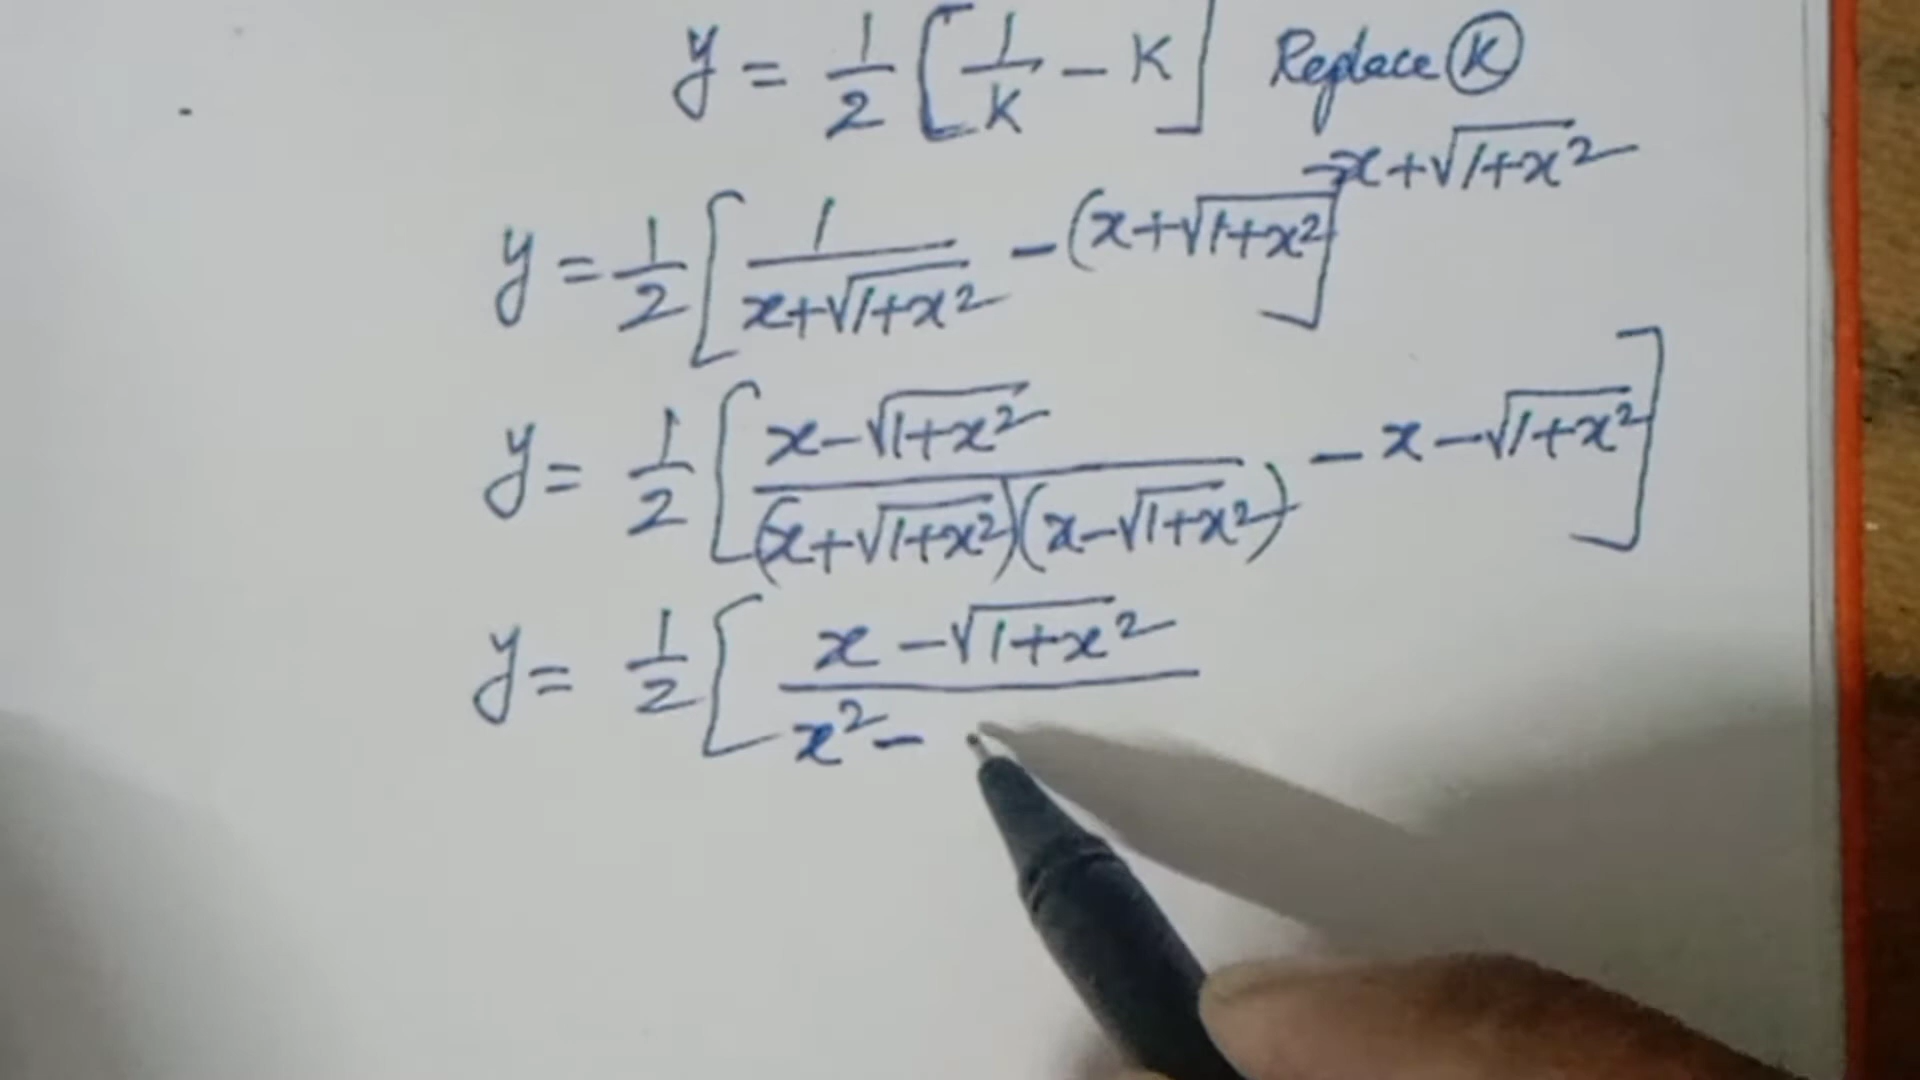 y = 1/2 [1/K - K] Replace (K)
→ x+√1+x²
y = 1/2 [1/(x+√1+x²) - (x+√1+x²]
y = 1/2 [x-√1+x² / (x+√1+x²)(x-√1+x²) - x - √1+x²]
y = 1/2 [x - √1+x² / x² -